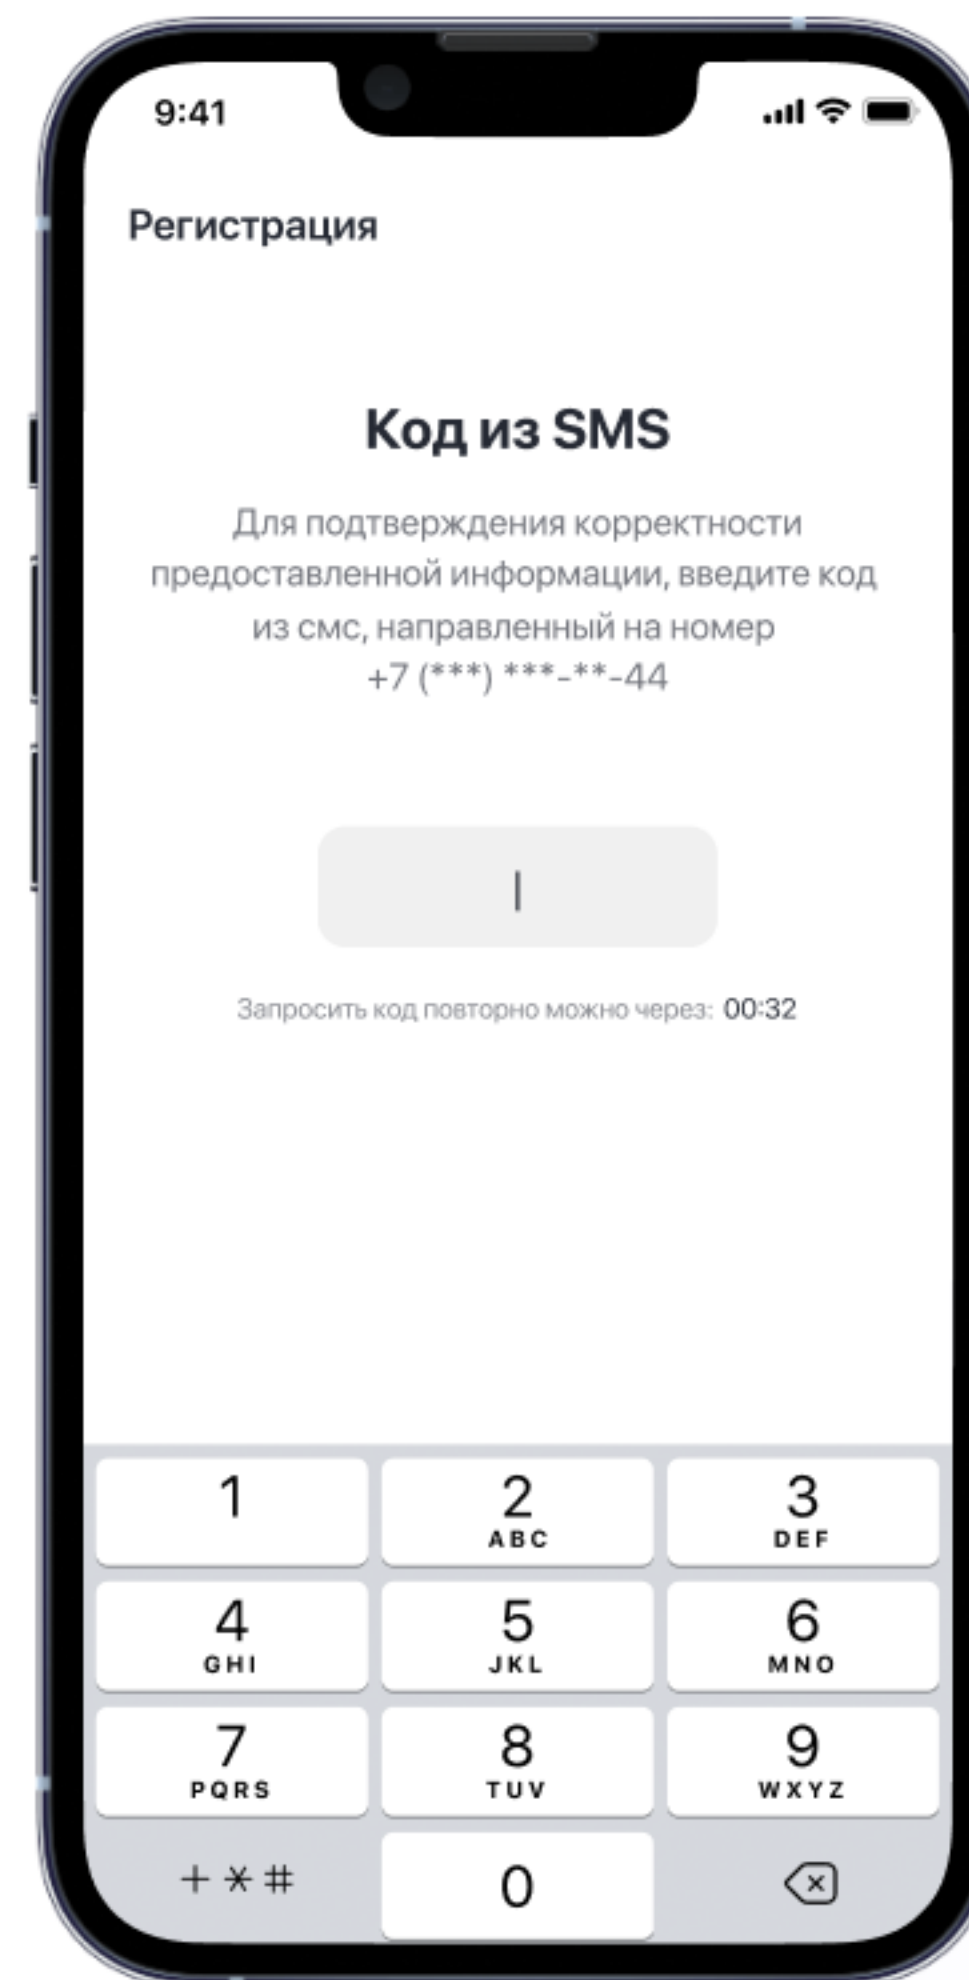 9:41
Регистрация
Код из SMS
Для подтверждения корректности
предоставленной информации, введите код
из смс, направленный на номер
+7 (***) ***-**-44
Запросить код повторно можно через: 00:32
1
2
ABC
3
DEF
4
GHI
5
JKL
6
MNO
7
PQRS
8
TUV
9
WXYZ
+ * #
0